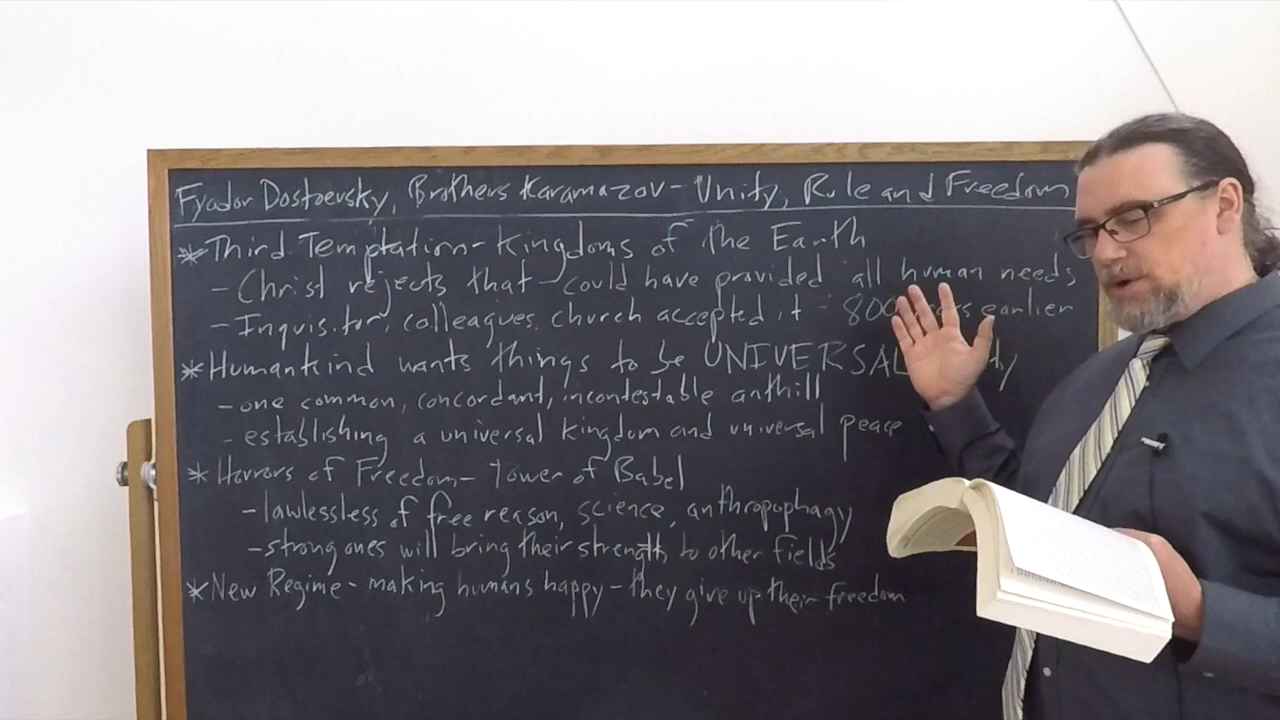 Fyodor Dostoevsky, Brothers Karamazov - Unity, Rule and Freedom
* Third Temptation - Kingdoms of the Earth
- Christ rejects that - could have provided all human needs
- Inquisitor, colleagues, church accepted it - 800 earlier
* Humankind wants things to be UNIVERSAL
- one common, concordant, incontestable anthill
- establishing a universal kingdom and universal peace
* Horrors of Freedom - Tower of Babel
- lawlessless of free reason, science, anthropophagy
- strong ones will bring their strength to other fields
* New Regime - making humans happy - they give up their freedom